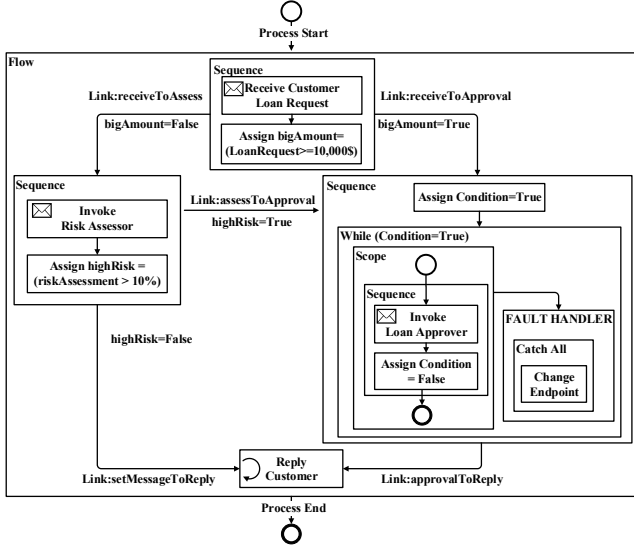 Process Start
Flow
Sequence
Receive Customer
Loan Request
Assign bigAmount=
(LoanRequest>=10,000$)
Link:receiveToAssess
bigAmount=False
Link:receiveToApproval
bigAmount=True
Sequence
Invoke
Risk Assessor
Assign highRisk =
(riskAssessment > 10%)
Link:assessToApproval
highRisk=True
Sequence
Assign Condition=True
While (Condition=True)
Scope
Sequence
Invoke
Loan Approver
Assign Condition
= False
FAULT HANDLER
Catch All
Change
Endpoint
highRisk=False
Reply
Customer
Link:setMessageToReply
Link:approvalToReply
Process End